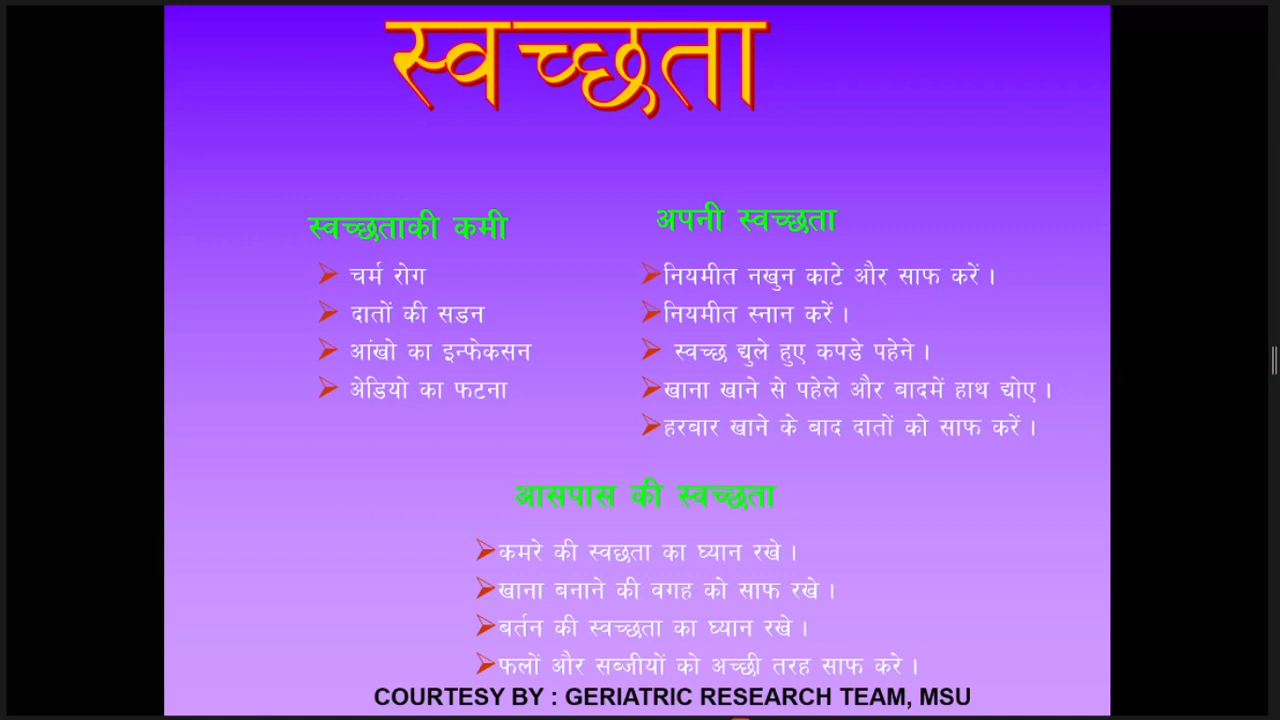 स्वच्छता
स्वच्छताकी कमी
चर्म रोग
दातों की सडन
आंखो का इन्फेकसन
अेडियो का फटना
अपनी स्वच्छता
नियमीत नखुन काटे और साफ करें ।
नियमीत स्नान करें ।
स्वच्छ द्युले हुए कपडे पहेने ।
खाना खाने से पहेले और बादमें हाथ द्योए ।
हरबार खाने के बाद दातों को साफ करें ।
आसपास की स्वच्छता
कमरे की स्वछता का घ्यान रखे ।
खाना बनाने की वगह को साफ रखे ।
बर्तन की स्वच्छता का घ्यान रखे ।
फलों और सब्जीयों को अच्छी तरह साफ करे ।
COURTESY BY : GERIATRIC RESEARCH TEAM, MSU